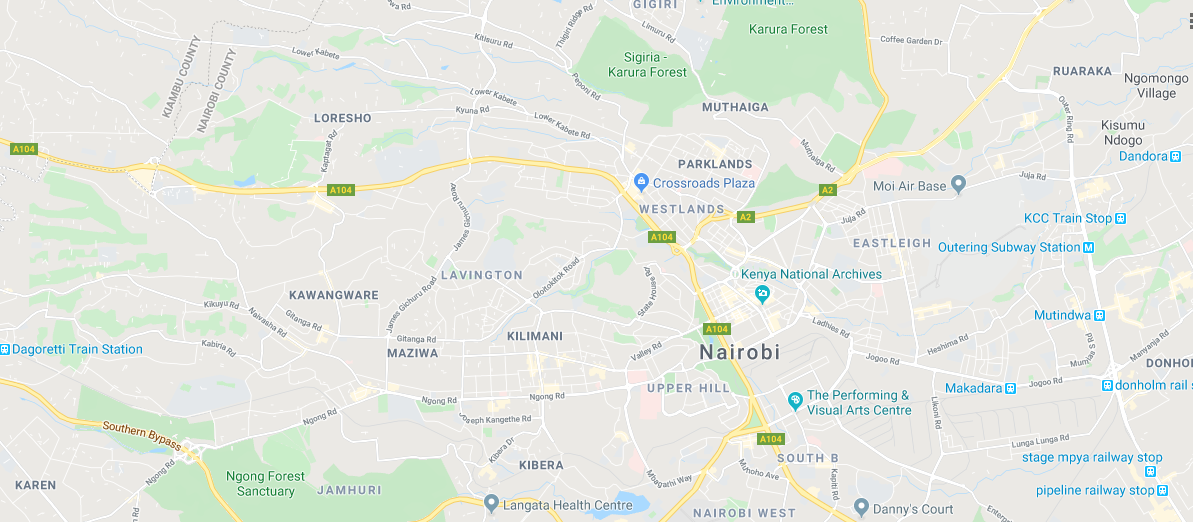 GIGIRI
Environment...
Thigiri Ridge Rd
Limuru Rd
Karura Forest
Coffee Garden Dr
Kitisuru Rd
Lower Kabete
KIAMBU COUNTY
NAIROBI COUNTY
Sigiria -
Karura Forest
Peponi Rd
RUARAKA
Ngomongo
Village
Lower Kabete
Kyuna Rd
LORESHO
Lower Kabete Rd
MUTHAIGA
Outer Ring Rd
Kisumu
Ndogo
Kaptagat Rd
Muthaiga Rd
A104
PARKLANDS
Dandora
Juja Rd
Crossroads Plaza
Moi Air Base
A104
A2
WESTLANDS
A2
Juja Rd
KCC Train Stop
James Gichuru Road
A104
EASTLEIGH
Outering Subway Station
LAVINGTON
Oloitokitok Road
State House Rd
Kenya National Archives
KAWANGWARE
Kikuyu Rd
Naivasha Rd
Gitanga Rd
James Gichuru Road
Mutindwa
A104
Ladhies Rd
KILIMANI
Gitanga Rd
Kabiria Rd
Heshima Rd
Mumias Rd S
Manyanja Rd
Dagoretti Train Station
MAZIWA
Valley Rd
Nairobi
Jogoo Rd
DONHO
UPPER HILL
Makadara
Jogoo Rd
donholm rail s
Ngong Rd
Ngong Rd
The Performing &
Visual Arts Centre
Likoni Rd
Ngong Rd
Joseph Kangethe Rd
Southern Bypass
A104
Lunga Lunga Rd
Kibera Dr
SOUTH B
stage mpya railway stop
KIBERA
Ngong Rd
Mbagathi Way
Muhoho Ave
Kapiti Rd
Ngong Forest
Sanctuary
KAREN
JAMHURI
pipeline railway stop
Langata Health Centre
NAIROBI WEST
Danny's Court